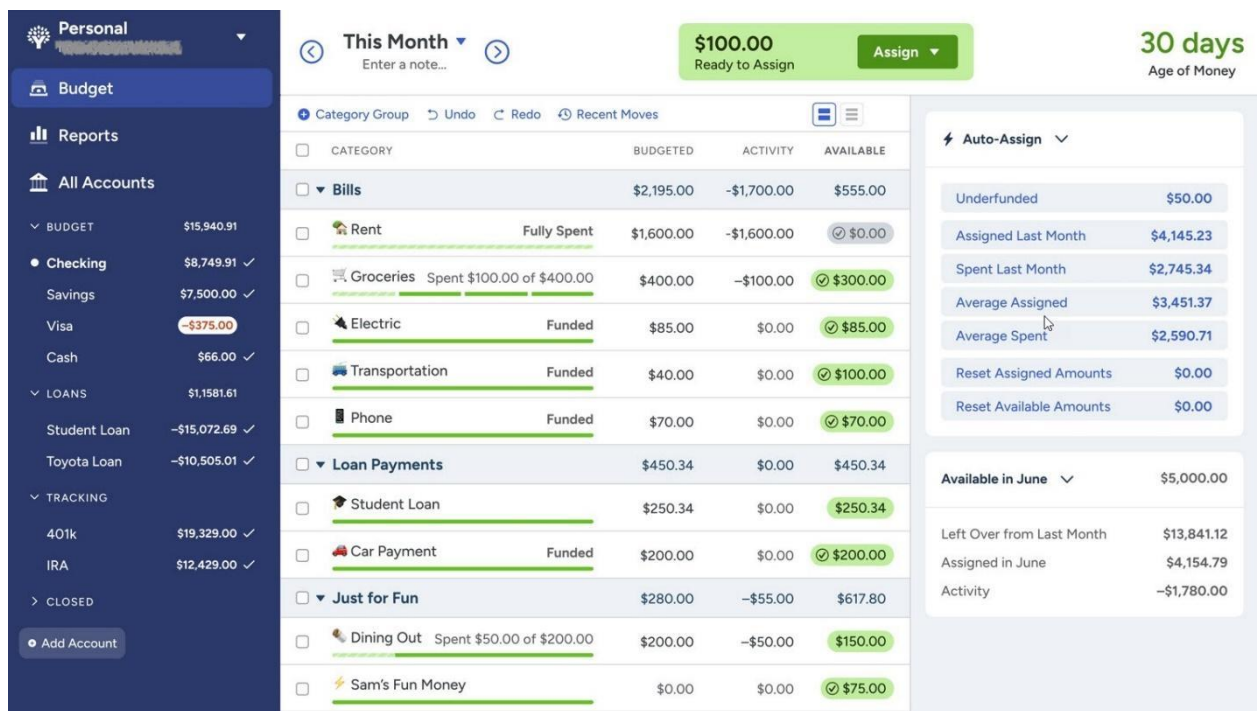 Personal
This Month
Enter a note...
$100.00
Ready to Assign
Assign
30 days
Age of Money
Budget
Reports
All Accounts
BUDGET $15,940.91
Checking $8,749.91
Savings $7,500.00
Visa –$375.00
Cash $66.00
LOANS $1,1581.61
Student Loan –$15,072.69
Toyota Loan –$10,505.01
TRACKING
401k $19,329.00
IRA $12,429.00
CLOSED
Add Account
Category Group Undo Redo Recent Moves
CATEGORY BUDGETED ACTIVITY AVAILABLE
Bills $2,195.00 -$1,700.00 $555.00
Rent Fully Spent $1,600.00 -$1,600.00 $0.00
Groceries Spent $100.00 of $400.00 $400.00 –$100.00 $300.00
Electric Funded $85.00 $0.00 $85.00
Transportation Funded $40.00 $0.00 $100.00
Phone Funded $70.00 $0.00 $70.00
Loan Payments $450.34 $0.00 $450.34
Student Loan $250.34 $0.00 $250.34
Car Payment Funded $200.00 $0.00 $200.00
Just for Fun $280.00 –$55.00 $617.80
Dining Out Spent $50.00 of $200.00 $200.00 –$50.00 $150.00
Sam's Fun Money $0.00 $0.00 $75.00
Auto-Assign
Underfunded $50.00
Assigned Last Month $4,145.23
Spent Last Month $2,745.34
Average Assigned $3,451.37
Average Spent $2,590.71
Reset Assigned Amounts $0.00
Reset Available Amounts $0.00
Available in June $5,000.00
Left Over from Last Month $13,841.12
Assigned in June $4,154.79
Activity –$1,780.00